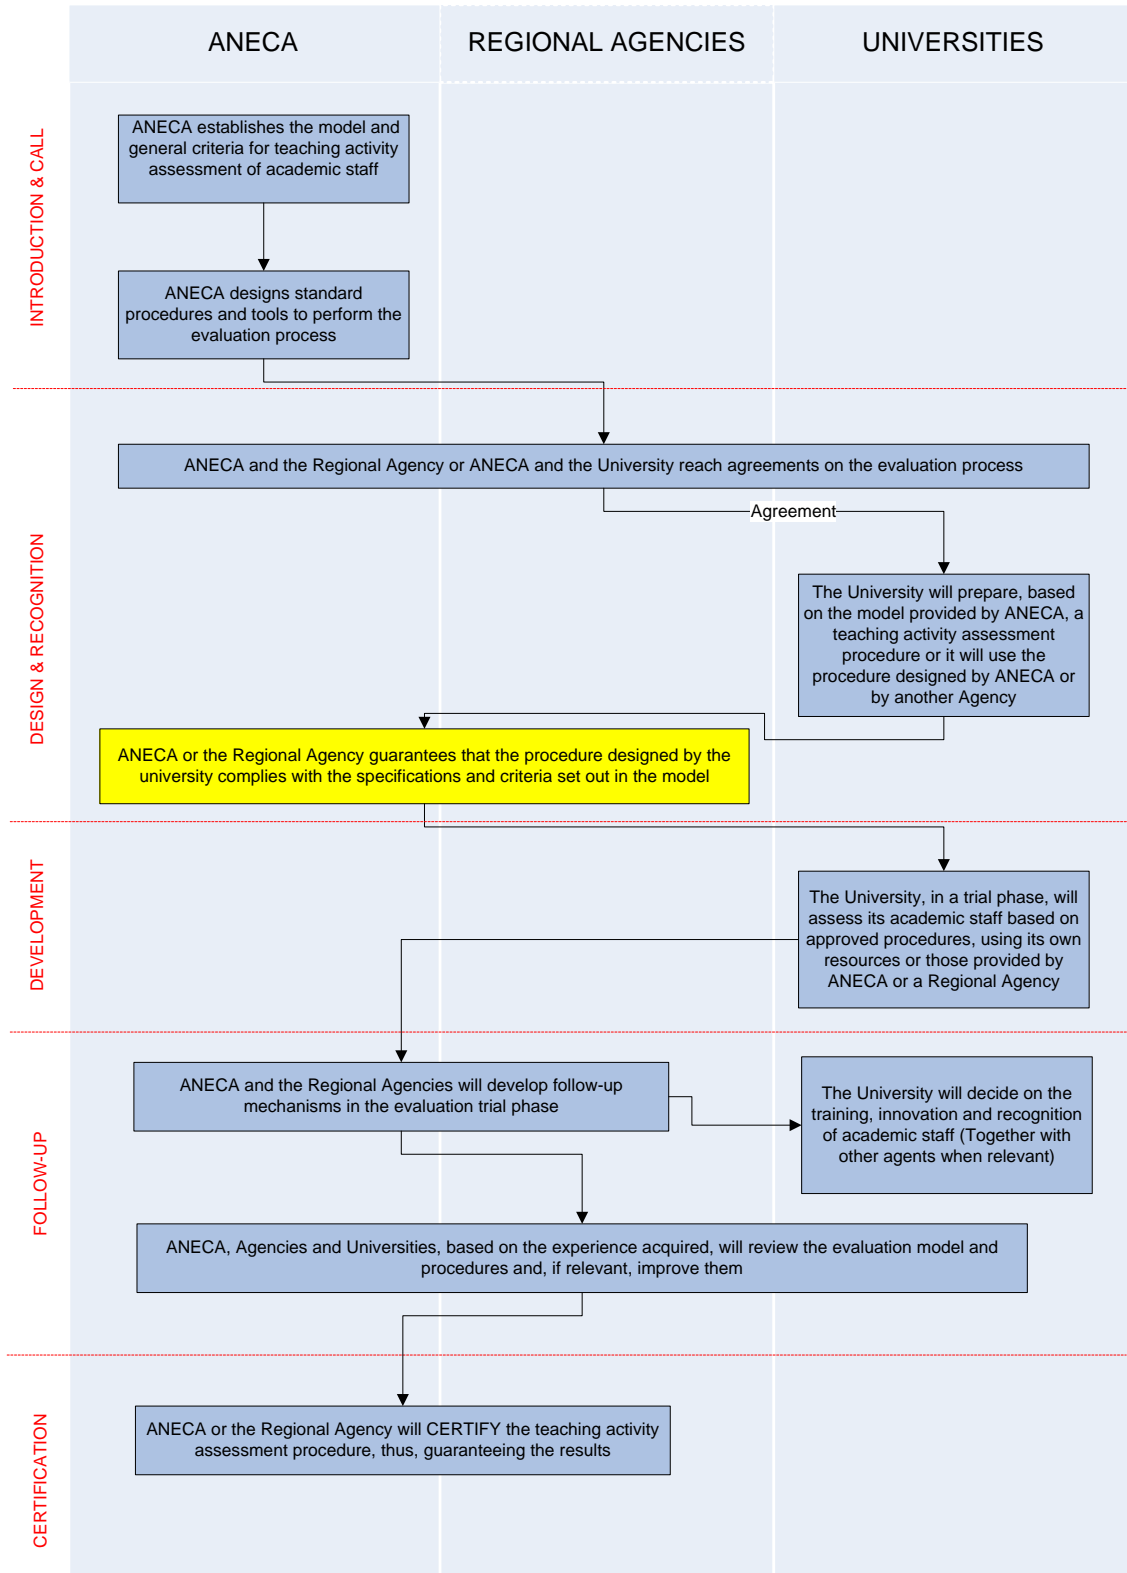 ANECA
REGIONAL AGENCIES
UNIVERSITIES
INTRODUCTION & CALL
ANECA establishes the model and
general criteria for teaching activity
assessment of academic staff
ANECA designs standard
procedures and tools to perform the
evaluation process
DESIGN & RECOGNITION
ANECA and the Regional Agency or ANECA and the University reach agreements on the evaluation process
Agreement
The University will prepare, based
on the model provided by ANECA, a
teaching activity assessment
procedure or it will use the
procedure designed by ANECA or
by another Agency
ANECA or the Regional Agency guarantees that the procedure designed by the
university complies with the specifications and criteria set out in the model
DEVELOPMENT
The University, in a trial phase, will
assess its academic staff based on
approved procedures, using its own
resources or those provided by
ANECA or a Regional Agency
FOLLOW-UP
ANECA and the Regional Agencies will develop follow-up
mechanisms in the evaluation trial phase
The University will decide on the
training, innovation and recognition
of academic staff (Together with
other agents when relevant)
ANECA, Agencies and Universities, based on the experience acquired, will review the evaluation model and
procedures and, if relevant, improve them
CERTIFICATION
ANECA or the Regional Agency will CERTIFY the teaching activity
assessment procedure, thus, guaranteeing the results